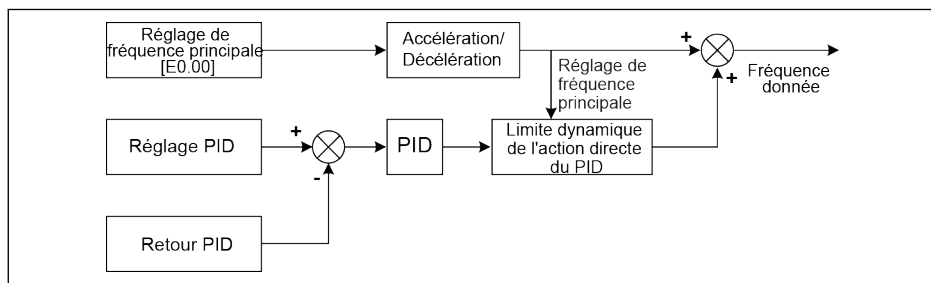 Réglage de
fréquence principale
[E0.00]
Accélération/
Décélération
+
+
Fréquence
donnée
Réglage de
fréquence
principale
Réglage PID
+
-
PID
Limite dynamique
de l'action directe
du PID
Retour PID